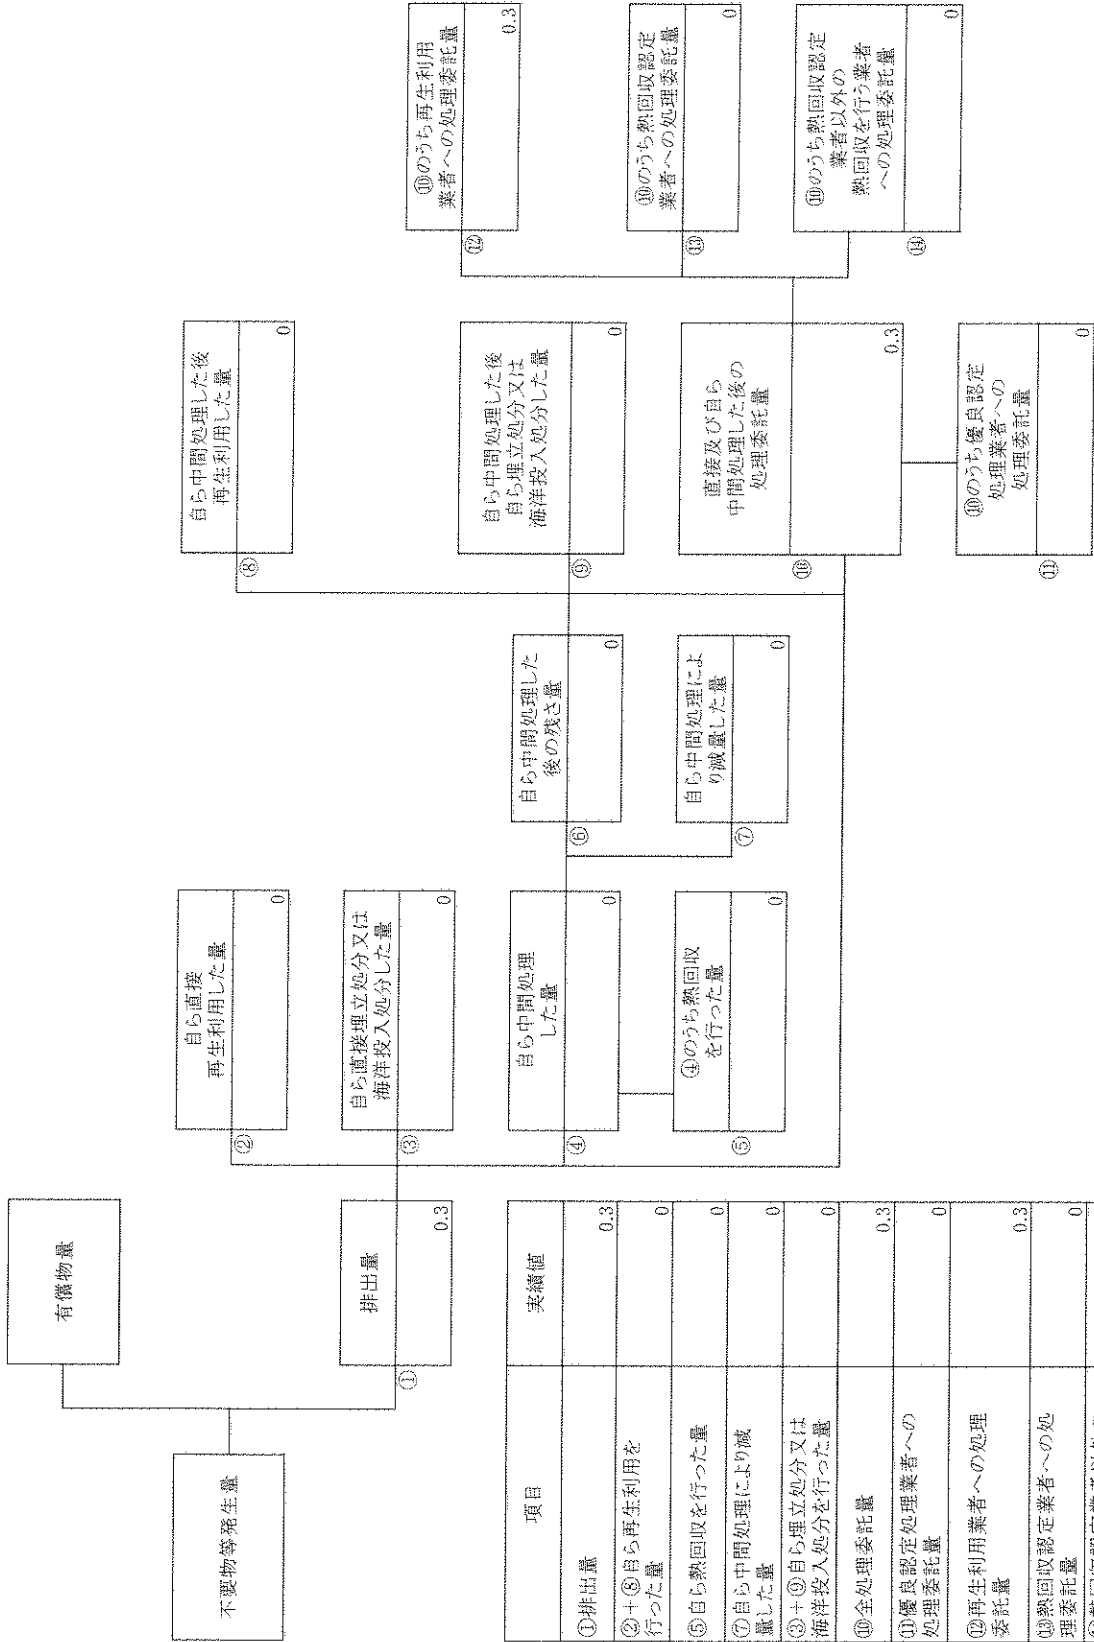 不要物等発生量
有償物量
①
排出量
0.3
②
自ら直接
再生利用した量
0
③
自ら直接埋立処分又は
海洋投入処分した量
0
④
自ら中間処理
した量
0
⑤
④のうち熱回収
を行った量
0
⑥
自ら中間処理した
後の残さ量
0
⑦
自ら中間処理によ
り減量した量
0
⑧
自ら中間処理した後
再生利用した量
0
⑨
自ら中間処理した後
自ら埋立処分又は
海洋投入処分した量
0
⑩
直接及び自ら
中間処理した後の
処理委託量
0.3
⑪
⑩のうち優良認定
処理業者への
処理委託量
0
⑫
⑩のうち再生利用
業者への処理委託量
0.3
⑬
⑩のうち熱回収認定
業者への処理委託量
0
⑭
⑩のうち熱回収認定
業者以外の
熱回収を行う業者
への処理委託量
0
項目 実績値
①排出量 0.3
②+⑧自ら再生利用を
行った量 0
⑤自ら熱回収を行った量 0
⑦自ら中間処理により減
量した量 0
③+⑨自ら埋立処分又は
海洋投入処分を行った量 0
⑩全処理委託量 0.3
⑪優良認定処理業者への
処理委託量 0
⑫再生利用業者への処理
委託量 0.3
⑬熱回収認定業者への処
理委託量 0